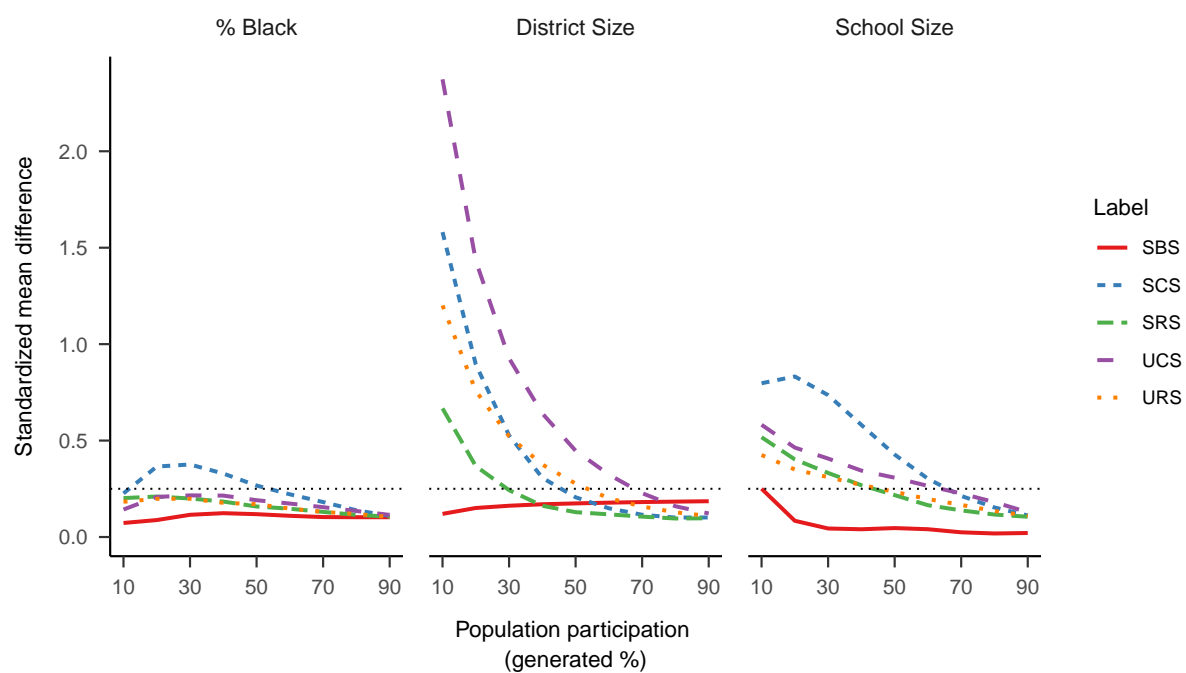 % Black
District Size
School Size
Standardized mean difference
2.0
1.5
1.0
0.5
0.0
10 30 50 70 90
10 30 50 70 90
10 30 50 70 90
Population participation
(generated %)
Label
SBS
SCS
SRS
UCS
URS